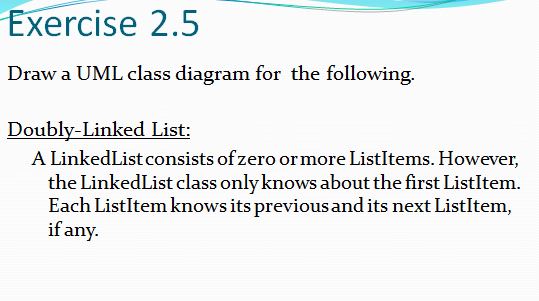 Exercise 2.5
Draw a UML class diagram for the following.
Doubly-Linked List:
A LinkedList consists of zero or more ListItems. However,
the LinkedList class only knows about the first ListItem.
Each ListItem knows its previous and its next ListItem,
if any.